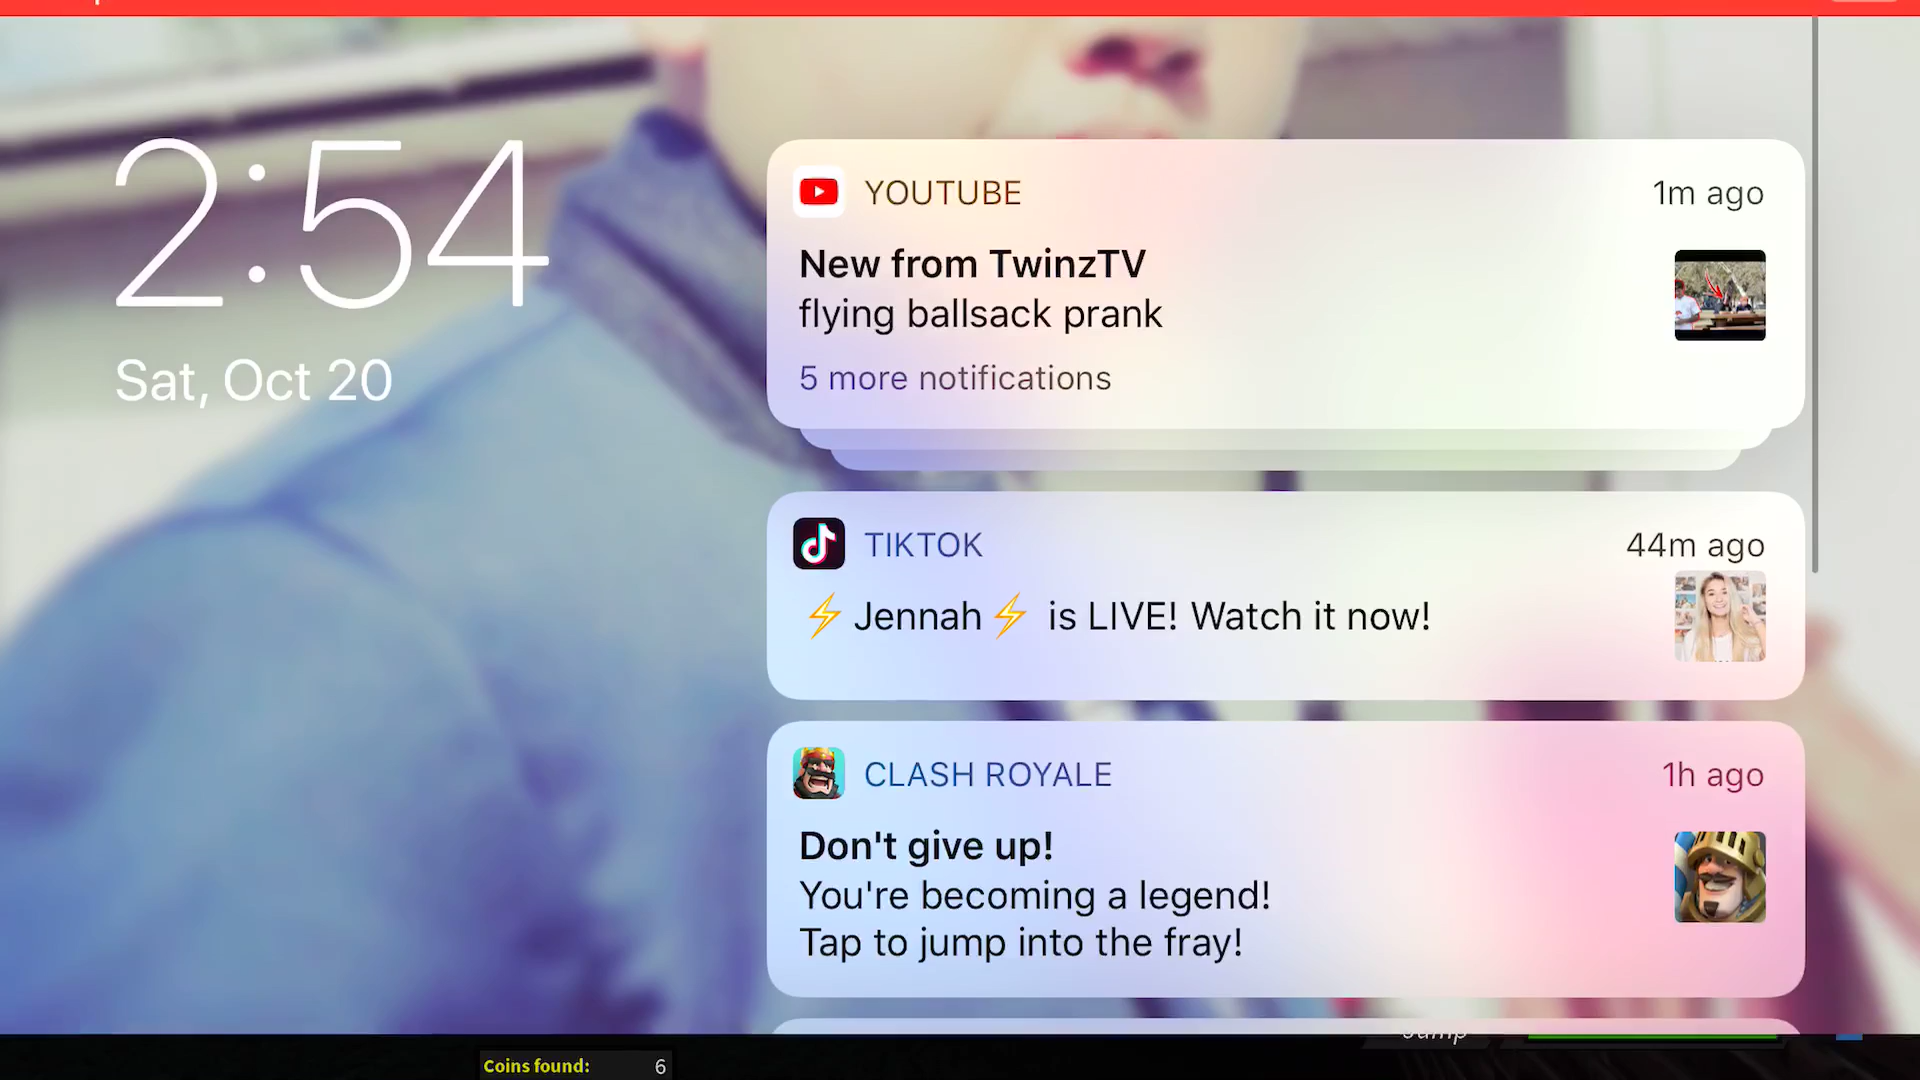 2:54
Sat, Oct 20
YOUTUBE
1m ago
New from TwinzTV
flying ballsack prank
5 more notifications
TIKTOK
44m ago
⚡Jennah⚡ is LIVE! Watch it now!
CLASH ROYALE
1h ago
Don't give up!
You're becoming a legend!
Tap to jump into the fray!
Jump
Coins found: 6